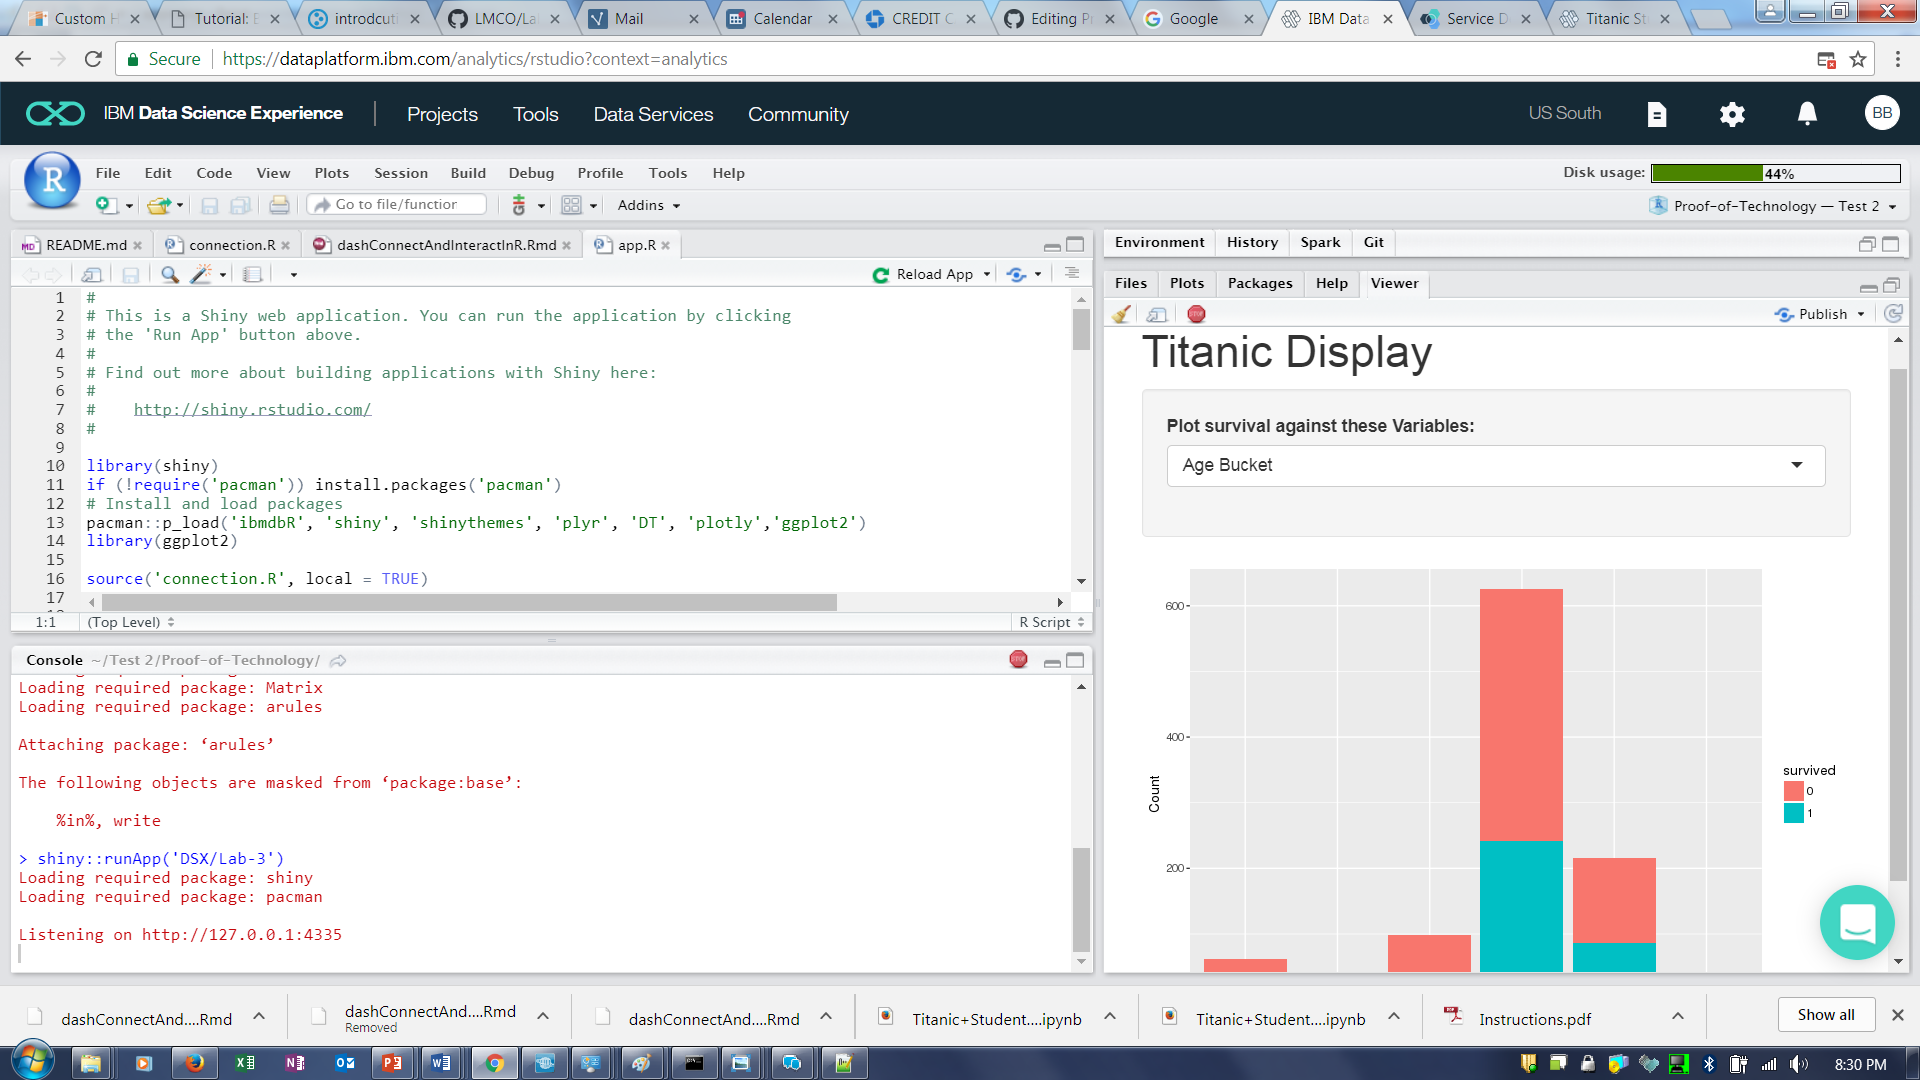 Custom H
Tutorial: E
introdcuti
LMCO/La
Mail
Calendar
CREDIT C
Editing Pr
Google
IBM Data
Service D
Titanic St
Secure
https://dataplatform.ibm.com/analytics/rstudio?context=analytics
IBM Data Science Experience
Projects
Tools
Data Services
Community
US South
BB
R
File Edit Code View Plots Session Build Debug Profile Tools Help
Disk usage: 44%
Go to file/functior
Addins
Proof-of-Technology — Test 2
README.md
connection.R
dashConnectAndInteractInR.Rmd
app.R
Reload App
1 #
2 # This is a Shiny web application. You can run the application by clicking
3 # the 'Run App' button above.
4 #
5 # Find out more about building applications with Shiny here:
6 #
7 #    http://shiny.rstudio.com/
8 #
9
10 library(shiny)
11 if (!require('pacman')) install.packages('pacman')
12 # Install and load packages
13 pacman::p_load('ibmdbR', 'shiny', 'shinythemes', 'plyr', 'DT', 'plotly','ggplot2')
14 library(ggplot2)
15
16 source('connection.R', local = TRUE)
17
1:1 (Top Level)
R Script
Console ~/Test 2/Proof-of-Technology/
STOP
Loading required package: Matrix
Loading required package: arules
Attaching package: ‘arules’
The following objects are masked from ‘package:base’:
%in%, write
> shiny::runApp('DSX/Lab-3')
Loading required package: shiny
Loading required package: pacman
Listening on http://127.0.0.1:4335
Environment History Spark Git
Files Plots Packages Help Viewer
STOP
Publish
Titanic Display
Plot survival against these Variables:
Age Bucket
600
400
200
Count
survived
0
1
dashConnectAnd....Rmd
dashConnectAnd....Rmd
Removed
dashConnectAnd....Rmd
Titanic+Student....ipynb
Titanic+Student....ipynb
Instructions.pdf
Show all
8:30 PM